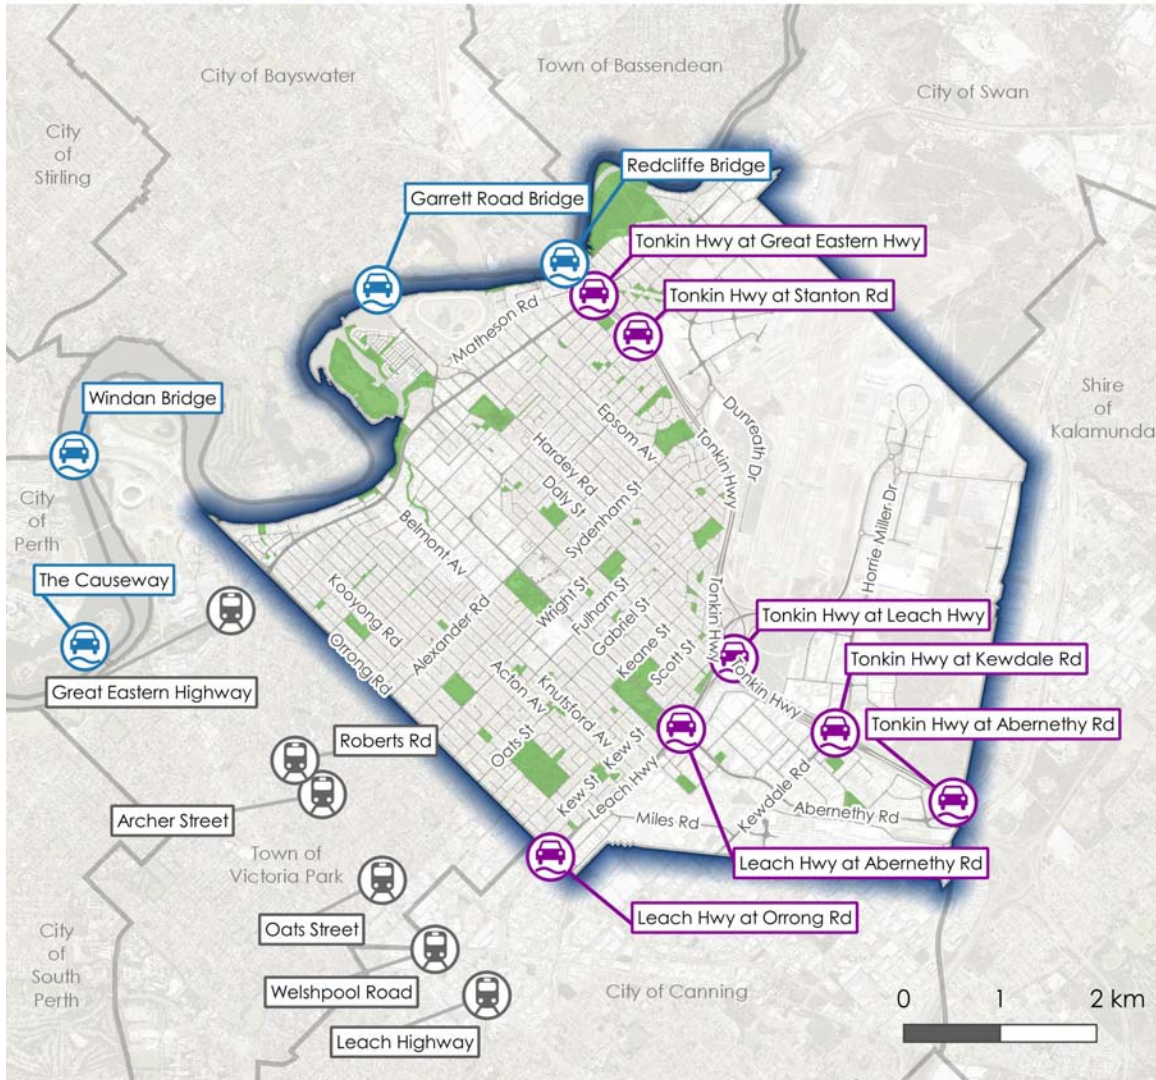 City of Bayswater
Town of Bassendean
City of Swan
City
of
Stirling
Redcliffe Bridge
Garrett Road Bridge
Tonkin Hwy at Great Eastern Hwy
Tonkin Hwy at Stanton Rd
Matheson Rd
Windan Bridge
Shire
of
Kalamunda
Epsom Av
Dunreath Dr
Tonkin Hwy
Hardey Rd
Daly St
Sydenham St
City
of
Perth
Belmont Av
Horrie Miller Dr
The Causeway
Kooyong Rd
Orrong Rd
Alexander Rd
Wright St
Fulham St
Gabriel St
Keane St
Scott St
Tonkin Hwy
Tonkin Hwy at Leach Hwy
Tonkin Hwy
Tonkin Hwy at Kewdale Rd
Great Eastern Highway
Acton Av
Knutsford Av
Tonkin Hwy at Abernethy Rd
Roberts Rd
Oats St
Kew St
Kew St
Leach Hwy
Kewdale Rd
Abernethy Rd
Miles Rd
Archer Street
Town of
Victoria Park
Leach Hwy at Abernethy Rd
Leach Hwy at Orrong Rd
Oats Street
City
of
South
Perth
Welshpool Road
City of Canning
Leach Highway
0 1 2 km